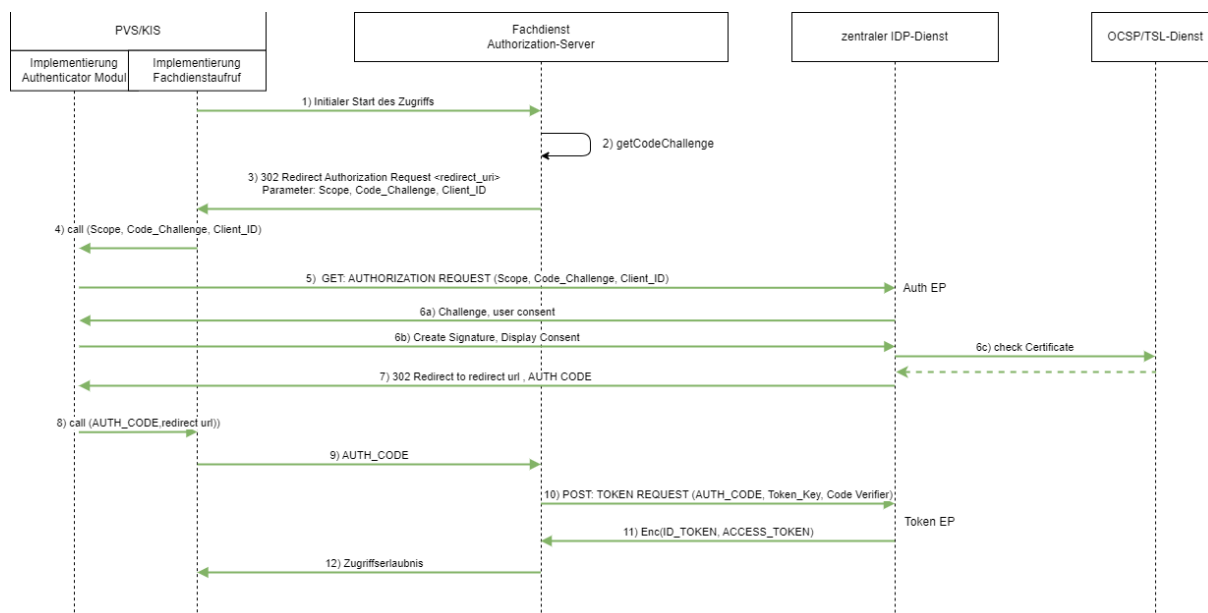 PVS/KIS
Fachdienst
Authorization-Server
zentraler IDP-Dienst
OCSP/TSL-Dienst
Implementierung
Authenticator Modul
Implementierung
Fachdienstaufruf
1) Initialer Start des Zugriffs
2) getCodeChallenge
3) 302 Redirect Authorization Request <redirect_uri>
Parameter: Scope, Code_Challenge, Client_ID
4) call (Scope, Code_Challenge, Client_ID)
5) GET: AUTHORIZATION REQUEST (Scope, Code_Challenge, Client_ID)
Auth EP
6a) Challenge, user consent
6b) Create Signature, Display Consent
6c) check Certificate
7) 302 Redirect to redirect url , AUTH CODE
8) call (AUTH_CODE,redirect url))
9) AUTH_CODE
10) POST: TOKEN REQUEST (AUTH_CODE, Token_Key, Code Verifier)
Token EP
11) Enc(ID_TOKEN, ACCESS_TOKEN)
12) Zugriffserlaubnis